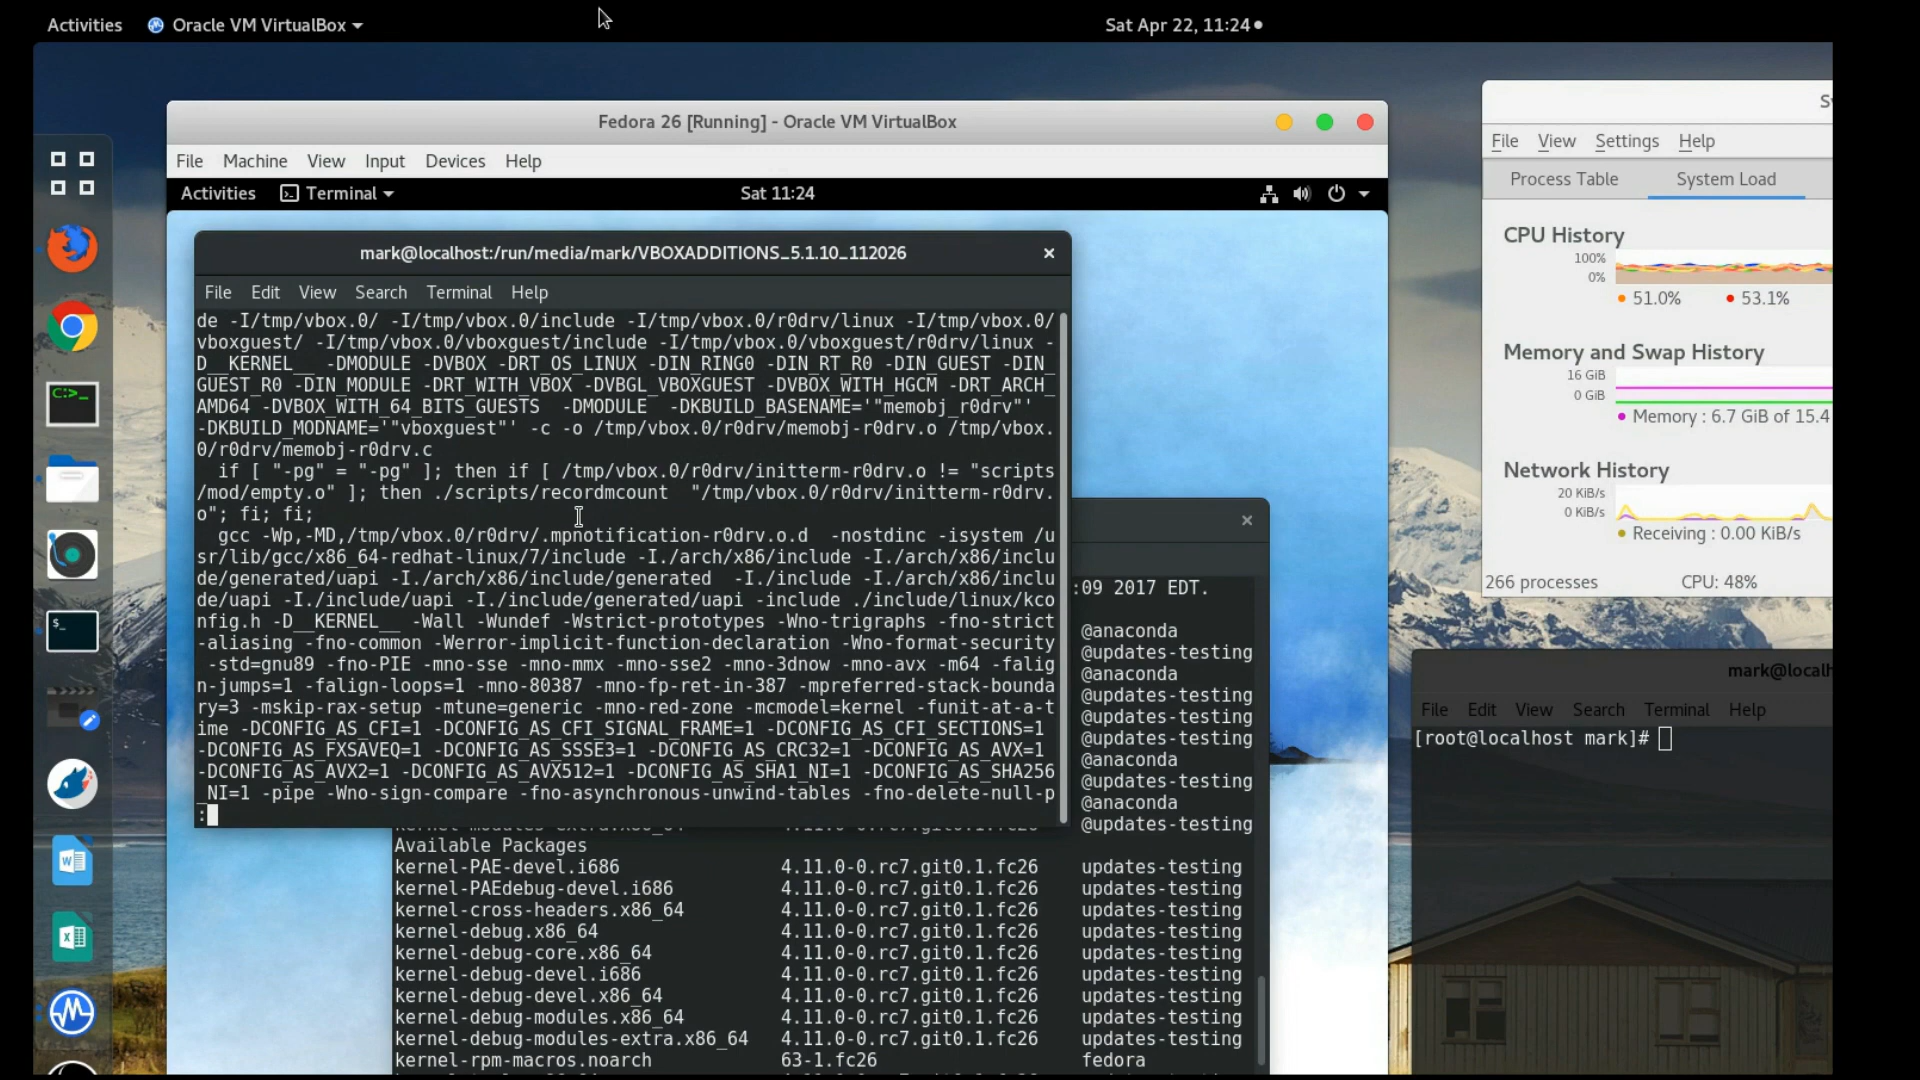 Activities
Oracle VM VirtualBox
Sat Apr 22, 11:24
Fedora 26 [Running] - Oracle VM VirtualBox
File Machine View Input Devices Help
Activities Terminal Sat 11:24
mark@localhost:/run/media/mark/VBOXADDITIONS_5.1.10_112026
File Edit View Search Terminal Help
de -I/tmp/vbox.0/ -I/tmp/vbox.0/include -I/tmp/vbox.0/r0drv/linux -I/tmp/vbox.0/
vboxguest/ -I/tmp/vbox.0/vboxguest/include -I/tmp/vbox.0/vboxguest/r0drv/linux -
D__KERNEL__ -DMODULE -DVBOX -DRT_OS_LINUX -DIN_RING0 -DIN_RT_R0 -DIN_GUEST -DIN_
GUEST_R0 -DIN_MODULE -DRT_WITH_VBOX -DVBGL_VBOXGUEST -DVBOX_WITH_HGCM -DRT_ARCH_
AMD64 -DVBOX_WITH_64_BITS_GUESTS  -DMODULE  -DKBUILD_BASENAME='"memobj_r0drv"'
-DKBUILD_MODNAME='"vboxguest"' -c -o /tmp/vbox.0/r0drv/memobj-r0drv.o /tmp/vbox.
0/r0drv/memobj-r0drv.c
if [ "-pg" = "-pg" ]; then if [ /tmp/vbox.0/r0drv/initterm-r0drv.o != "scripts
/mod/empty.o" ]; then ./scripts/recordmcount  "/tmp/vbox.0/r0drv/initterm-r0drv.
o"; fi; fi;
gcc -Wp,-MD,/tmp/vbox.0/r0drv/.mpnotification-r0drv.o.d  -nostdinc -isystem /u
sr/lib/gcc/x86_64-redhat-linux/7/include -I./arch/x86/include -I./arch/x86/inclu
de/generated/uapi -I./arch/x86/include/generated  -I./include -I./arch/x86/inclu
de/uapi -I./include/uapi -I./include/generated/uapi -include ./include/linux/kco
nfig.h -D__KERNEL__ -Wall -Wundef -Wstrict-prototypes -Wno-trigraphs -fno-strict
-aliasing -fno-common -Werror-implicit-function-declaration -Wno-format-security
-std=gnu89 -fno-PIE -mno-sse -mno-mmx -mno-sse2 -mno-3dnow -mno-avx -m64 -falig
n-jumps=1 -falign-loops=1 -mno-80387 -mno-fp-ret-in-387 -mpreferred-stack-bounda
ry=3 -mskip-rax-setup -mtune=generic -mno-red-zone -mcmodel=kernel -funit-at-a-t
ime -DCONFIG_AS_CFI=1 -DCONFIG_AS_CFI_SIGNAL_FRAME=1 -DCONFIG_AS_CFI_SECTIONS=1
-DCONFIG_AS_FXSAVEQ=1 -DCONFIG_AS_SSSE3=1 -DCONFIG_AS_CRC32=1 -DCONFIG_AS_AVX=1
-DCONFIG_AS_AVX2=1 -DCONFIG_AS_AVX512=1 -DCONFIG_AS_SHA1_NI=1 -DCONFIG_AS_SHA256
_NI=1 -pipe -Wno-sign-compare -fno-asynchronous-unwind-tables -fno-delete-null-p
:
:09 2017 EDT.
@anaconda
@updates-testing
@anaconda
@updates-testing
@updates-testing
@updates-testing
@anaconda
@updates-testing
@anaconda
@updates-testing
Available Packages
kernel-PAE-devel.i686 4.11.0-0.rc7.git0.1.fc26 updates-testing
kernel-PAEdebug-devel.i686 4.11.0-0.rc7.git0.1.fc26 updates-testing
kernel-cross-headers.x86_64 4.11.0-0.rc7.git0.1.fc26 updates-testing
kernel-debug.x86_64 4.11.0-0.rc7.git0.1.fc26 updates-testing
kernel-debug-core.x86_64 4.11.0-0.rc7.git0.1.fc26 updates-testing
kernel-debug-devel.i686 4.11.0-0.rc7.git0.1.fc26 updates-testing
kernel-debug-devel.x86_64 4.11.0-0.rc7.git0.1.fc26 updates-testing
kernel-debug-modules.x86_64 4.11.0-0.rc7.git0.1.fc26 updates-testing
kernel-debug-modules-extra.x86_64 4.11.0-0.rc7.git0.1.fc26 updates-testing
kernel-rpm-macros.noarch 63-1.fc26 fedora
File View Settings Help
Process Table System Load
CPU History
100%
0%
51.0% 53.1%
Memory and Swap History
16 GiB
0 GiB
Memory : 6.7 GiB of 15.4
Network History
20 KiB/s
0 KiB/s
Receiving : 0.00 KiB/s
266 processes CPU: 48%
mark@localh
File Edit View Search Terminal Help
[root@localhost mark]#